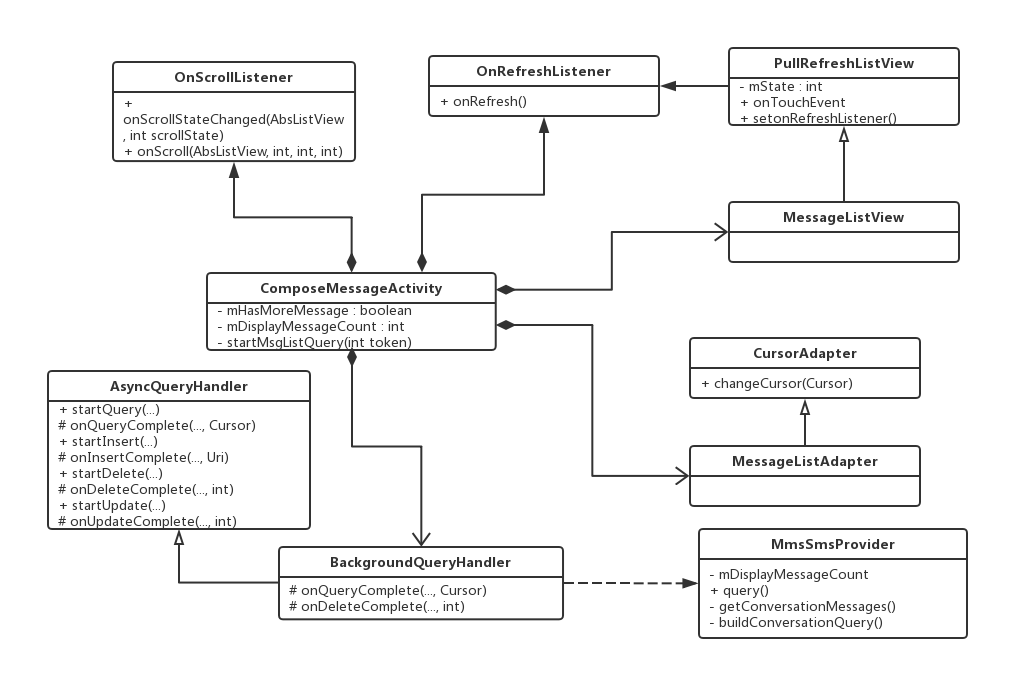 OnScrollListener
+
onScrollStateChanged(AbsListView
, int scrollState)
+ onScroll(AbsListView, int, int, int)
OnRefreshListener
+ onRefresh()
PullRefreshListView
- mState : int
+ onTouchEvent
+ setonRefreshListener()
MessageListView
ComposeMessageActivity
- mHasMoreMessage : boolean
- mDisplayMessageCount : int
- startMsgListQuery(int token)
CursorAdapter
+ changeCursor(Cursor)
AsyncQueryHandler
+ startQuery(...)
# onQueryComplete(..., Cursor)
+ startInsert(...)
# onInsertComplete(..., Uri)
+ startDelete(...)
# onDeleteComplete(..., int)
+ startUpdate(...)
# onUpdateComplete(..., int)
MessageListAdapter
BackgroundQueryHandler
# onQueryComplete(..., Cursor)
# onDeleteComplete(..., int)
MmsSmsProvider
- mDisplayMessageCount
+ query()
- getConversationMessages()
- buildConversationQuery()